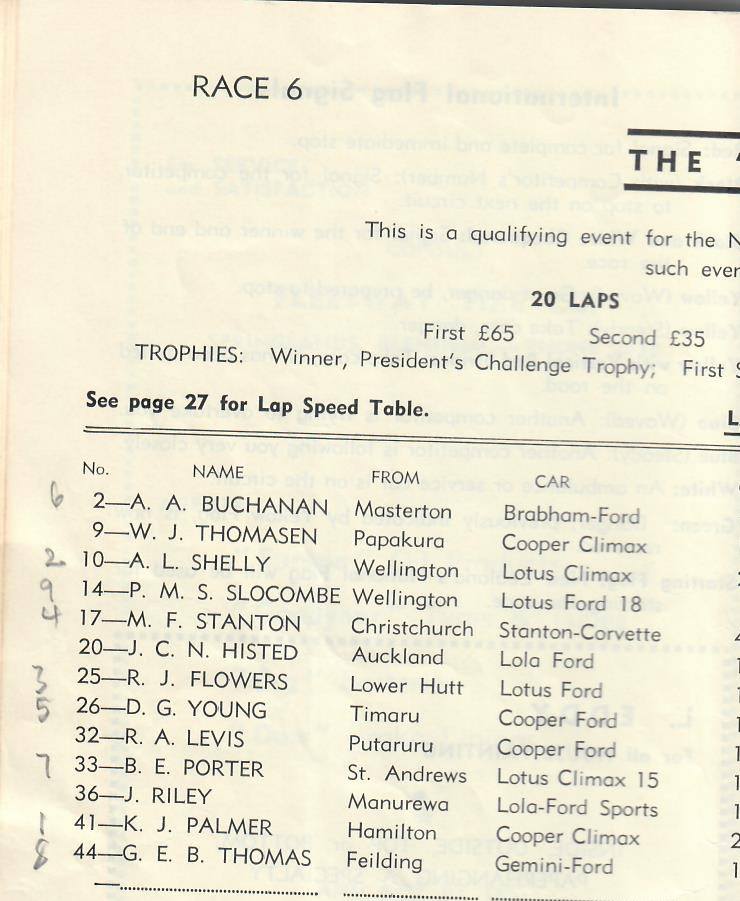 RACE 6
THE
This is a qualifying event for the N
such ever
20 LAPS
First £65 Second £35
TROPHIES: Winner, President's Challenge Trophy; First S
See page 27 for Lap Speed Table. L
No. NAME FROM CAR
6 2—A. A. BUCHANAN Masterton Brabham-Ford
9—W. J. THOMASEN Papakura Cooper Climax
2 10—A. L. SHELLY Wellington Lotus Climax
9 14—P. M. S. SLOCOMBE Wellington Lotus Ford 18
4 17—M. F. STANTON Christchurch Stanton-Corvette
20—J. C. N. HISTED Auckland Lola Ford
3 25—R. J. FLOWERS Lower Hutt Lotus Ford
5 26—D. G. YOUNG Timaru Cooper Ford
32—R. A. LEVIS Putaruru Cooper Ford
7 33—B. E. PORTER St. Andrews Lotus Climax 15
36—J. RILEY Manurewa Lola-Ford Sports
1 41—K. J. PALMER Hamilton Cooper Climax
8 44—G. E. B. THOMAS Feilding Gemini-Ford